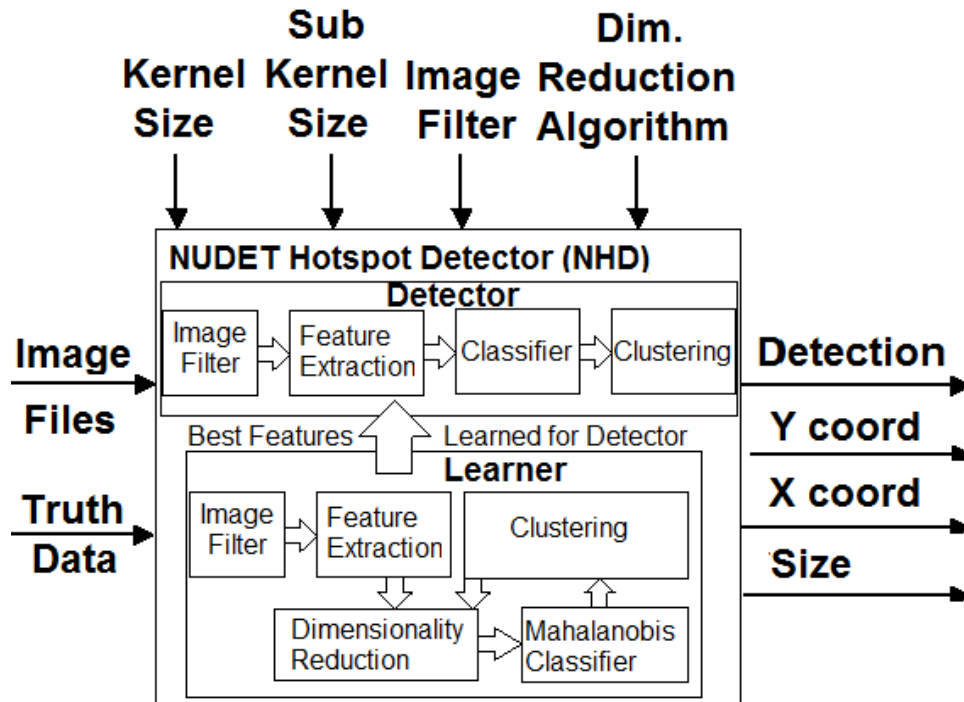 Kernel
Size
Sub
Kernel
Size
Image
Filter
Dim.
Reduction
Algorithm
NUDET Hotspot Detector (NHD)
Detector
Image
Filter
Feature
Extraction
Classifier
Clustering
Image
Files
Truth
Data
Best Features
Learned for Detector
Learner
Image
Filter
Feature
Extraction
Clustering
Dimensionality
Reduction
Mahalanobis
Classifier
Detection
Y coord
X coord
Size